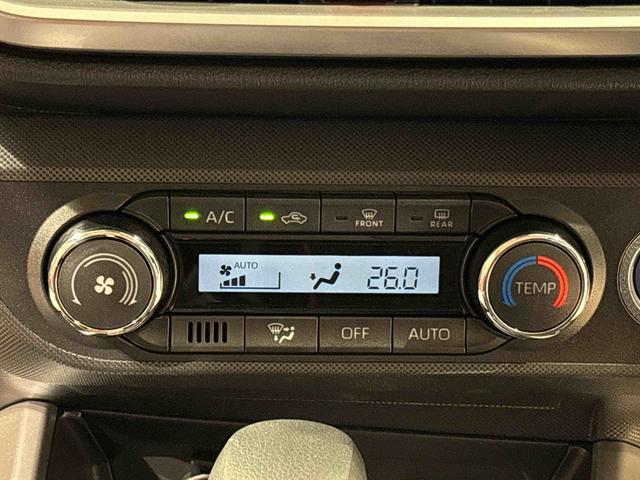 A/C FRONT REAR
AUTO 26.0
TEMP
OFF AUTO